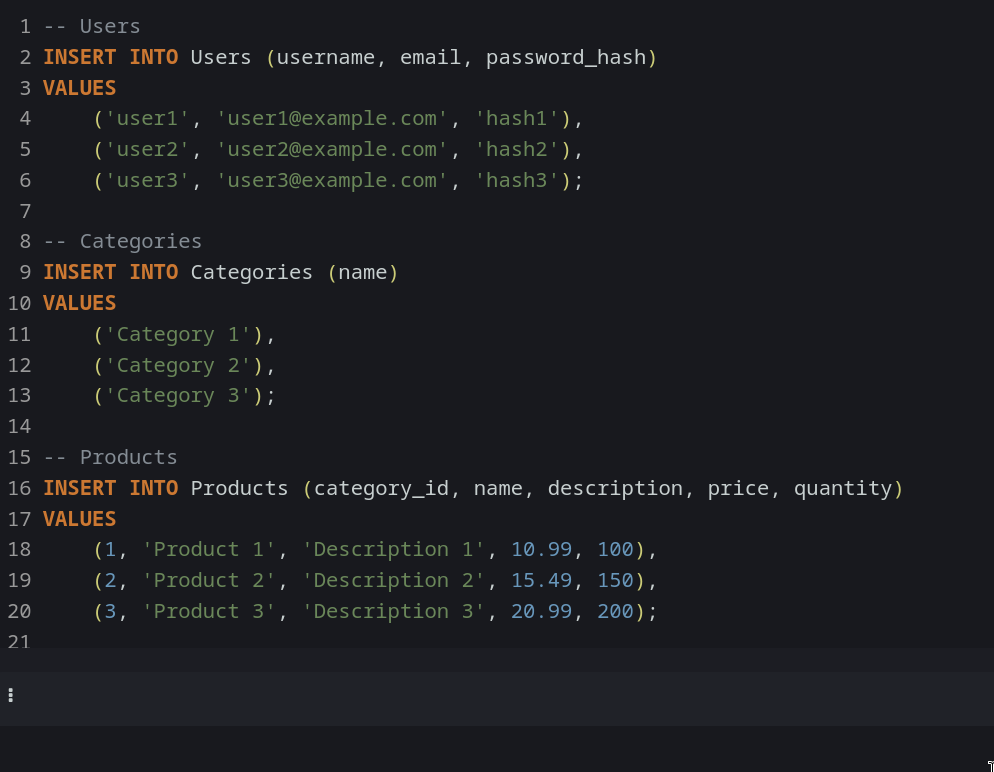 1 -- Users
2 INSERT INTO Users (username, email, password_hash)
3 VALUES
4     ('user1', 'user1@example.com', 'hash1'),
5     ('user2', 'user2@example.com', 'hash2'),
6     ('user3', 'user3@example.com', 'hash3');
7
8 -- Categories
9 INSERT INTO Categories (name)
10 VALUES
11     ('Category 1'),
12     ('Category 2'),
13     ('Category 3');
14
15 -- Products
16 INSERT INTO Products (category_id, name, description, price, quantity)
17 VALUES
18     (1, 'Product 1', 'Description 1', 10.99, 100),
19     (2, 'Product 2', 'Description 2', 15.49, 150),
20     (3, 'Product 3', 'Description 3', 20.99, 200);
21